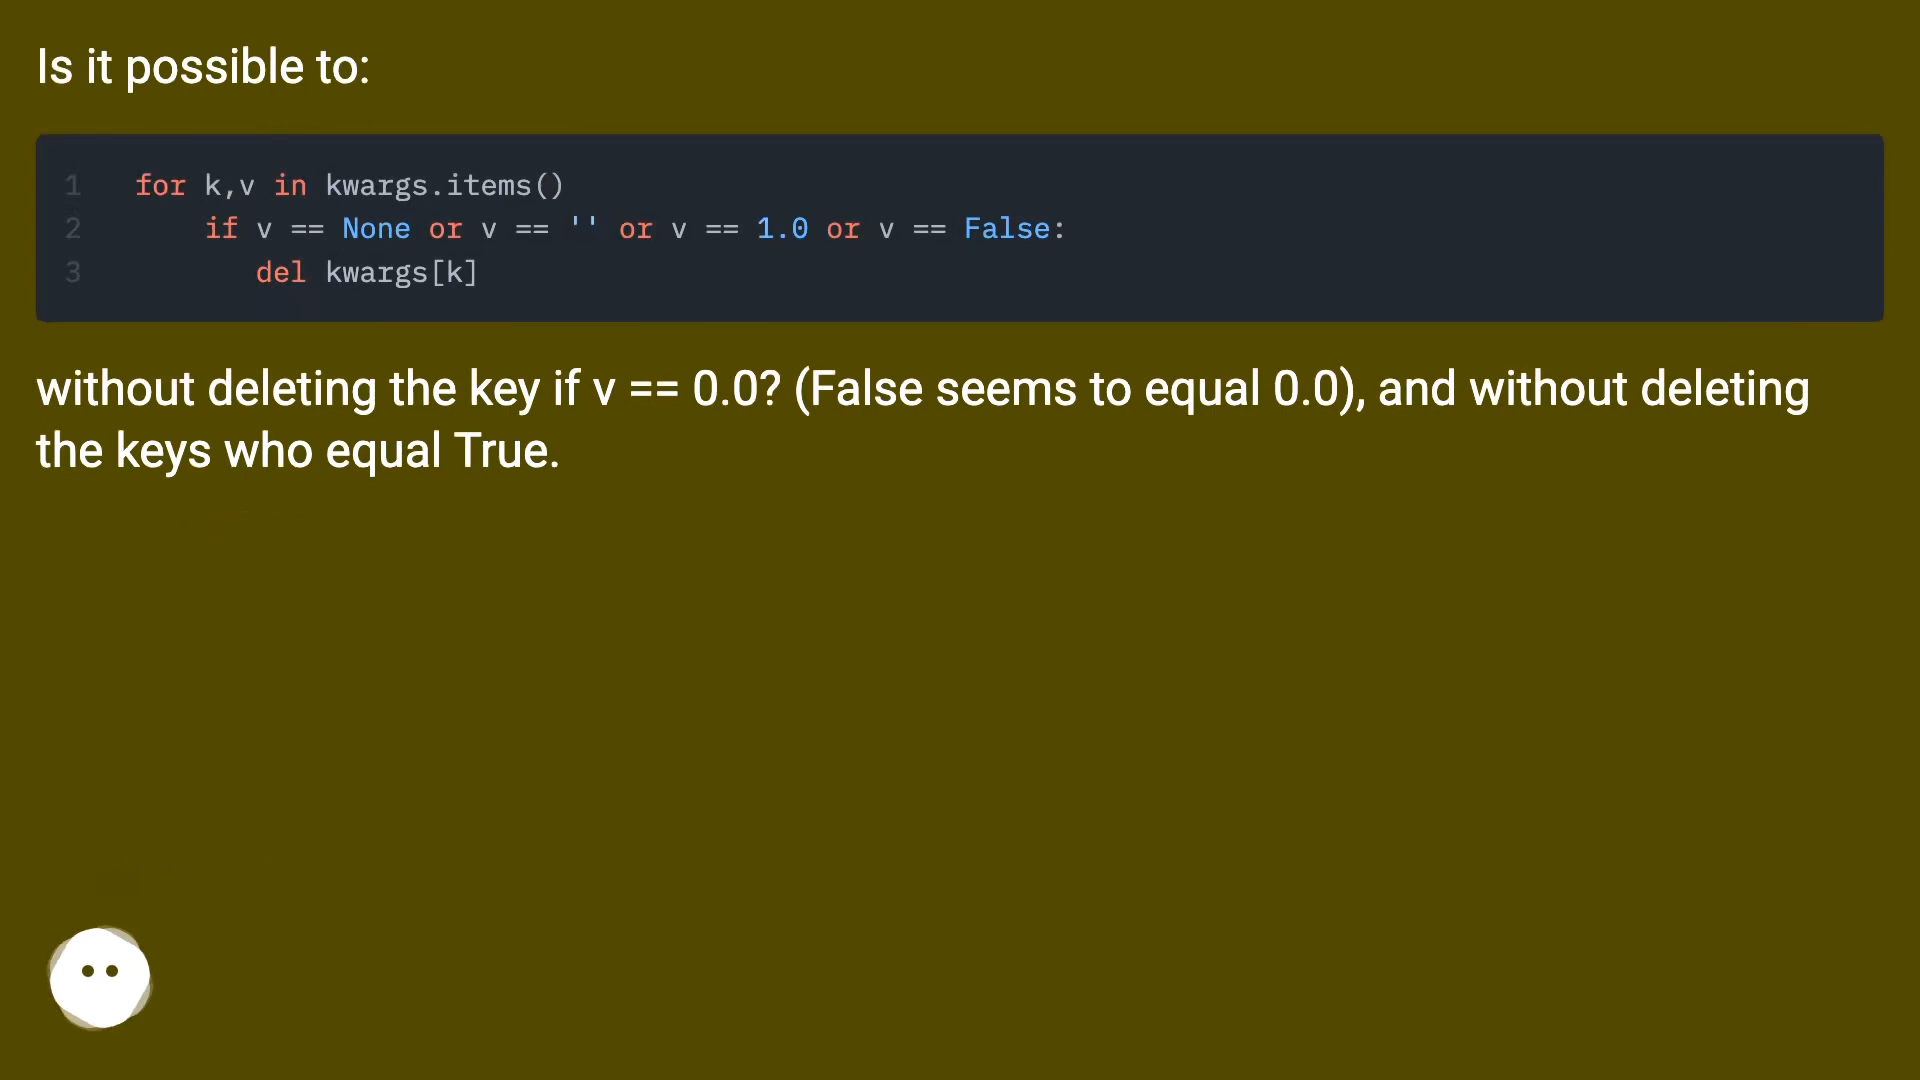 Is it possible to:
1 for k,v in kwargs.items()
2 if v == None or v == '' or v == 1.0 or v == False:
3 del kwargs[k]
without deleting the key if v == 0.0? (False seems to equal 0.0), and without deleting
the keys who equal True.